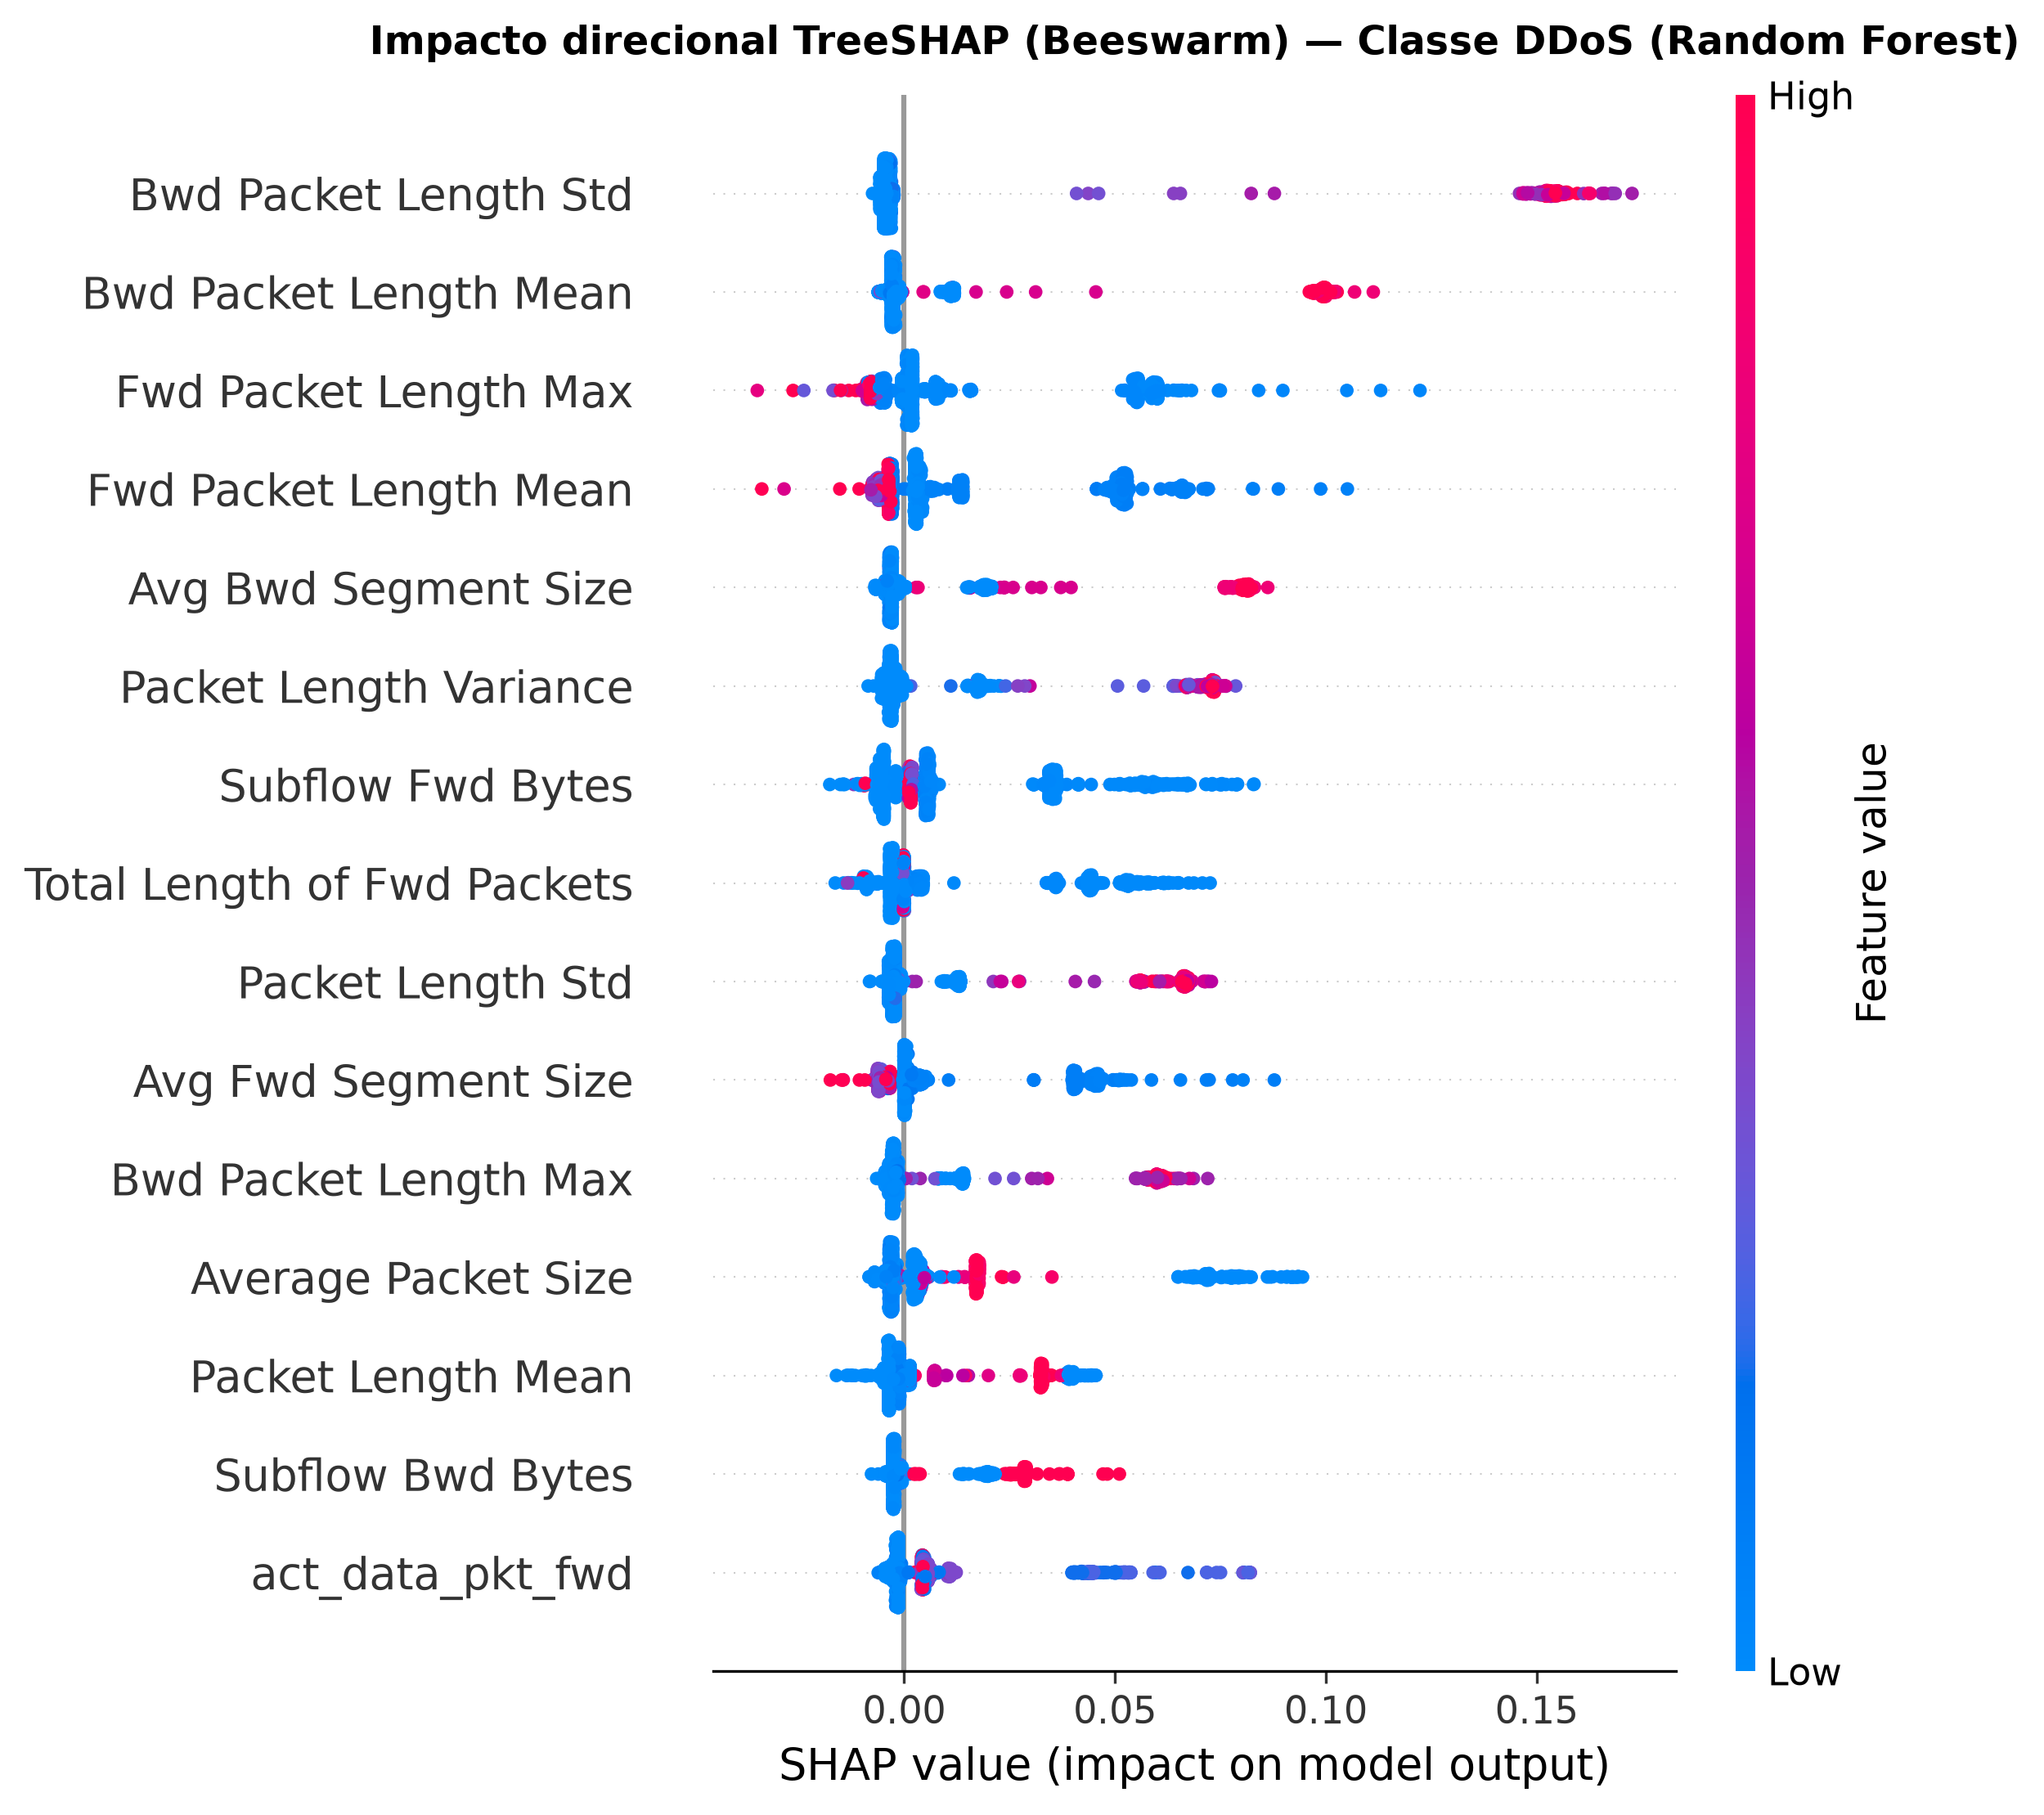 Impacto direcional TreeSHAP (Beeswarm) — Classe DDoS (Random Forest)
High
Bwd Packet Length Std
Bwd Packet Length Mean
Fwd Packet Length Max
Fwd Packet Length Mean
Avg Bwd Segment Size
Packet Length Variance
Subflow Fwd Bytes
Total Length of Fwd Packets
Packet Length Std
Avg Fwd Segment Size
Bwd Packet Length Max
Average Packet Size
Packet Length Mean
Subflow Bwd Bytes
act_data_pkt_fwd
Feature value
Low
0.00 0.05 0.10 0.15
SHAP value (impact on model output)